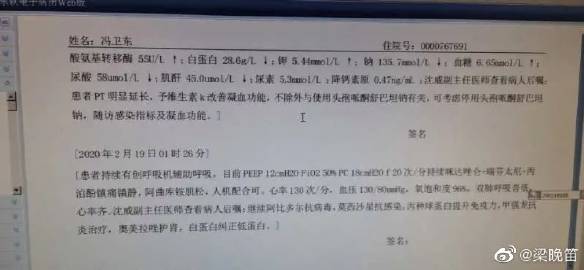 东软电子病历Web版
姓名：冯卫东 住院号：0000767691
酸氨基转移酶 55U/L ↑；白蛋白 28.6g/L ↓；钾 5.44mmol/L ↑；钠 135.7mmol/L ↓；血糖 6.65mmol/L ↑；
尿酸 58umol/L ↓；肌酐 43.0umol/L ↓；尿素 5.3mmol/L；降钙素原 0.47ng/mL；沈威副主任医师查看病人后嘱：
患者 PT 明显延长，予维生素 k 改善凝血功能，不除外与使用头孢哌酮舒巴坦钠有关，可考虑停用头孢哌酮舒巴坦
钠，随访感染指标及凝血功能。]
签名
[2020 年 2 月 19 日 01 时 26 分]
[患者持续有创呼吸机辅助呼吸，目前 PEEP 12cmH2O FiO2 50% PC 18cmH2O f 20 次/分持续咪达唑仑+瑞芬太尼+丙
泊酚镇痛镇静，阿曲库铵肌松，人机配合可。心率 130 次/分，血压 130/80mmHg，氧饱和度 96%，双肺呼吸音低，
心率齐。沈威副主任医师查看病人后嘱：继续阿比多尔抗病毒，莫西沙星抗感染，丙种球蛋白提升免疫力，甲强龙抗
炎治疗，奥美拉唑护胃，白蛋白纠正低蛋白。]
签名：
@梁晚笛